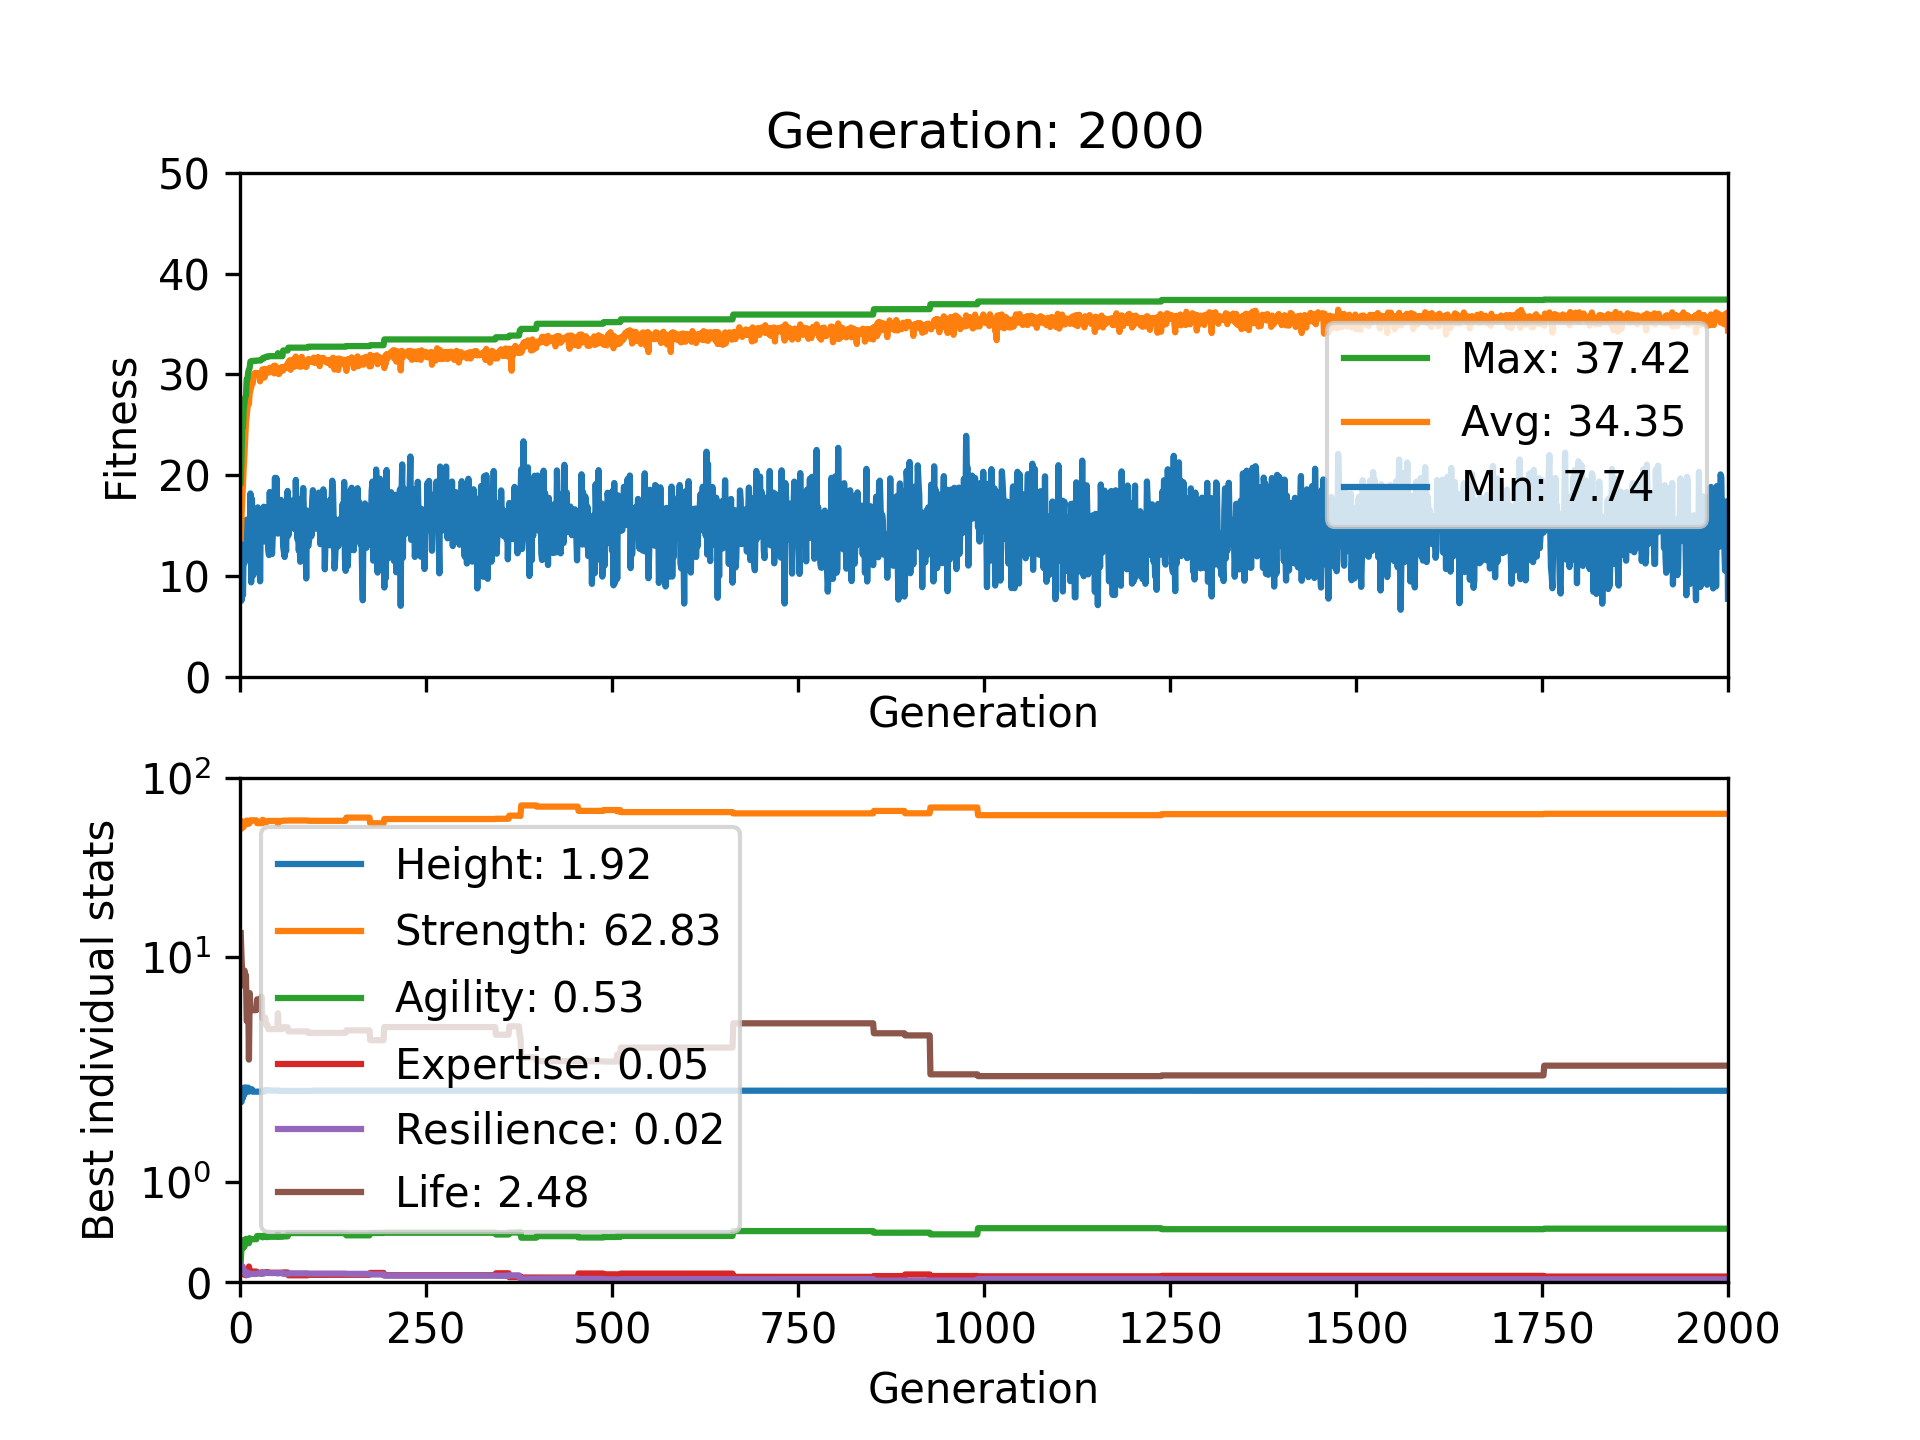 Generation: 2000
Fitness
50
40
30
20
10
0
Max: 37.42
Avg: 34.35
Min: 7.74
Generation
Best individual stats
10²
10¹
10⁰
0
Height: 1.92
Strength: 62.83
Agility: 0.53
Expertise: 0.05
Resilience: 0.02
Life: 2.48
0 250 500 750 1000 1250 1500 1750 2000
Generation